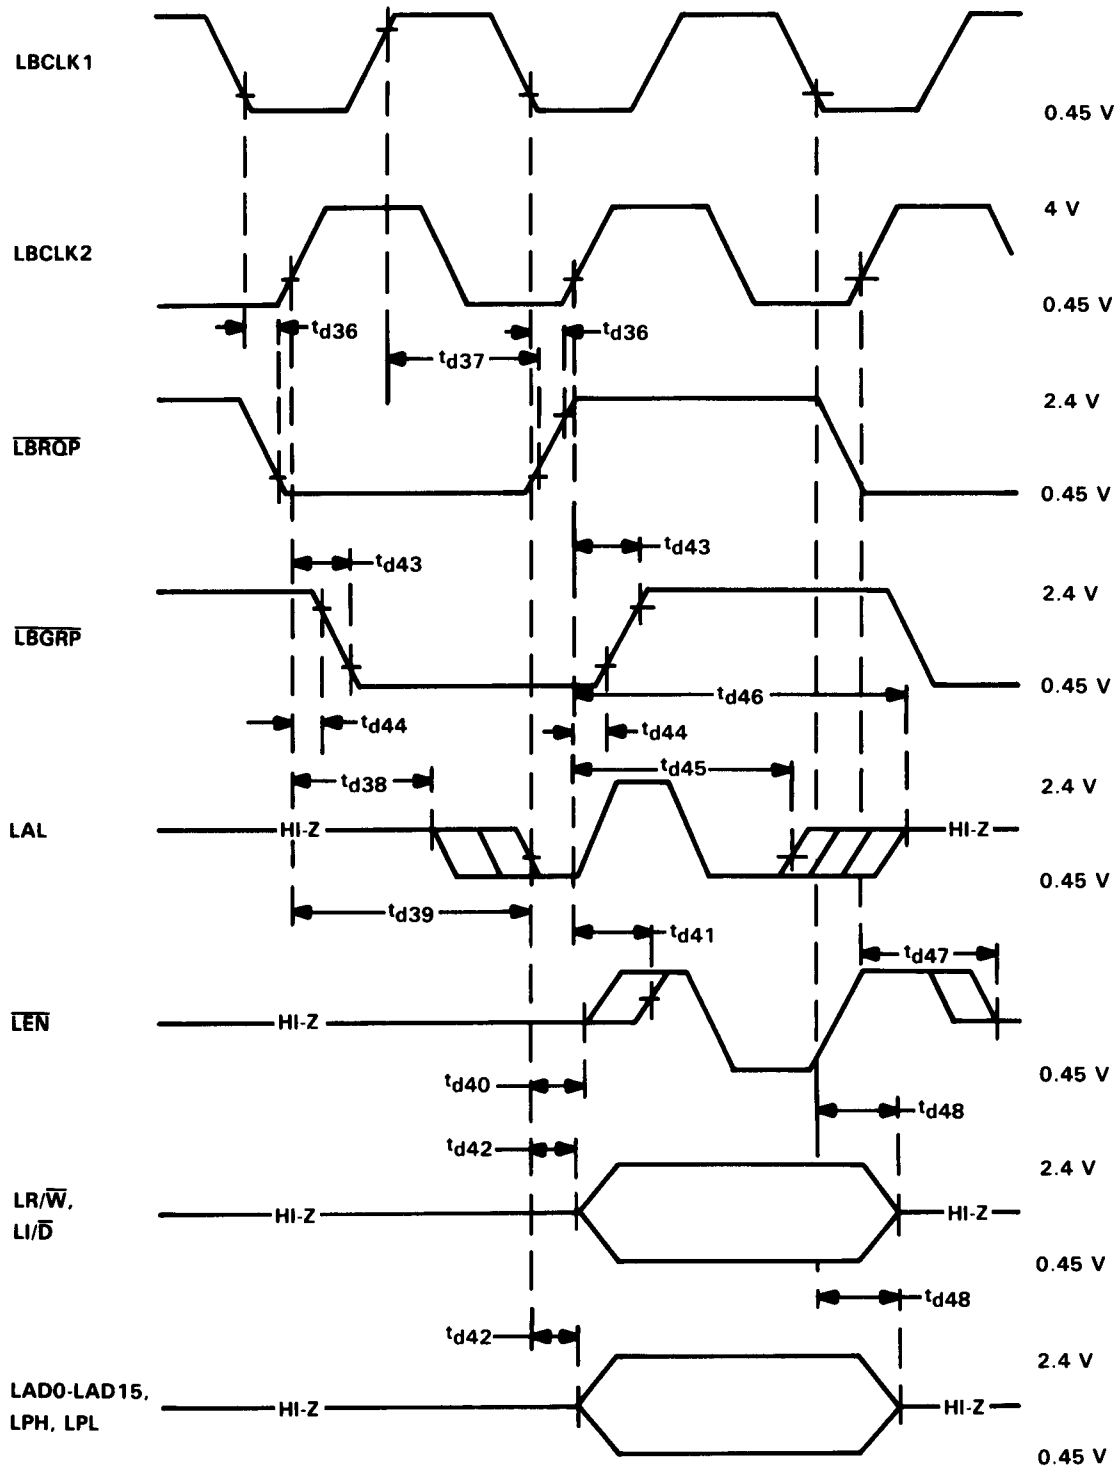 LBCLK1
0.45 V
4 V
LBCLK2
0.45 V
td36
td36
td37
2.4 V
LBRQP
0.45 V
td43
td43
2.4 V
LBGRP
0.45 V
td46
td44
td44
td45
td38
2.4 V
LAL
HI-Z
HI-Z
0.45 V
td39
td41
td47
LEN
HI-Z
0.45 V
td40
td48
td42
2.4 V
LR/W,
LI/D
HI-Z
HI-Z
0.45 V
td48
td42
2.4 V
LAD0-LAD15,
LPH, LPL
HI-Z
HI-Z
0.45 V